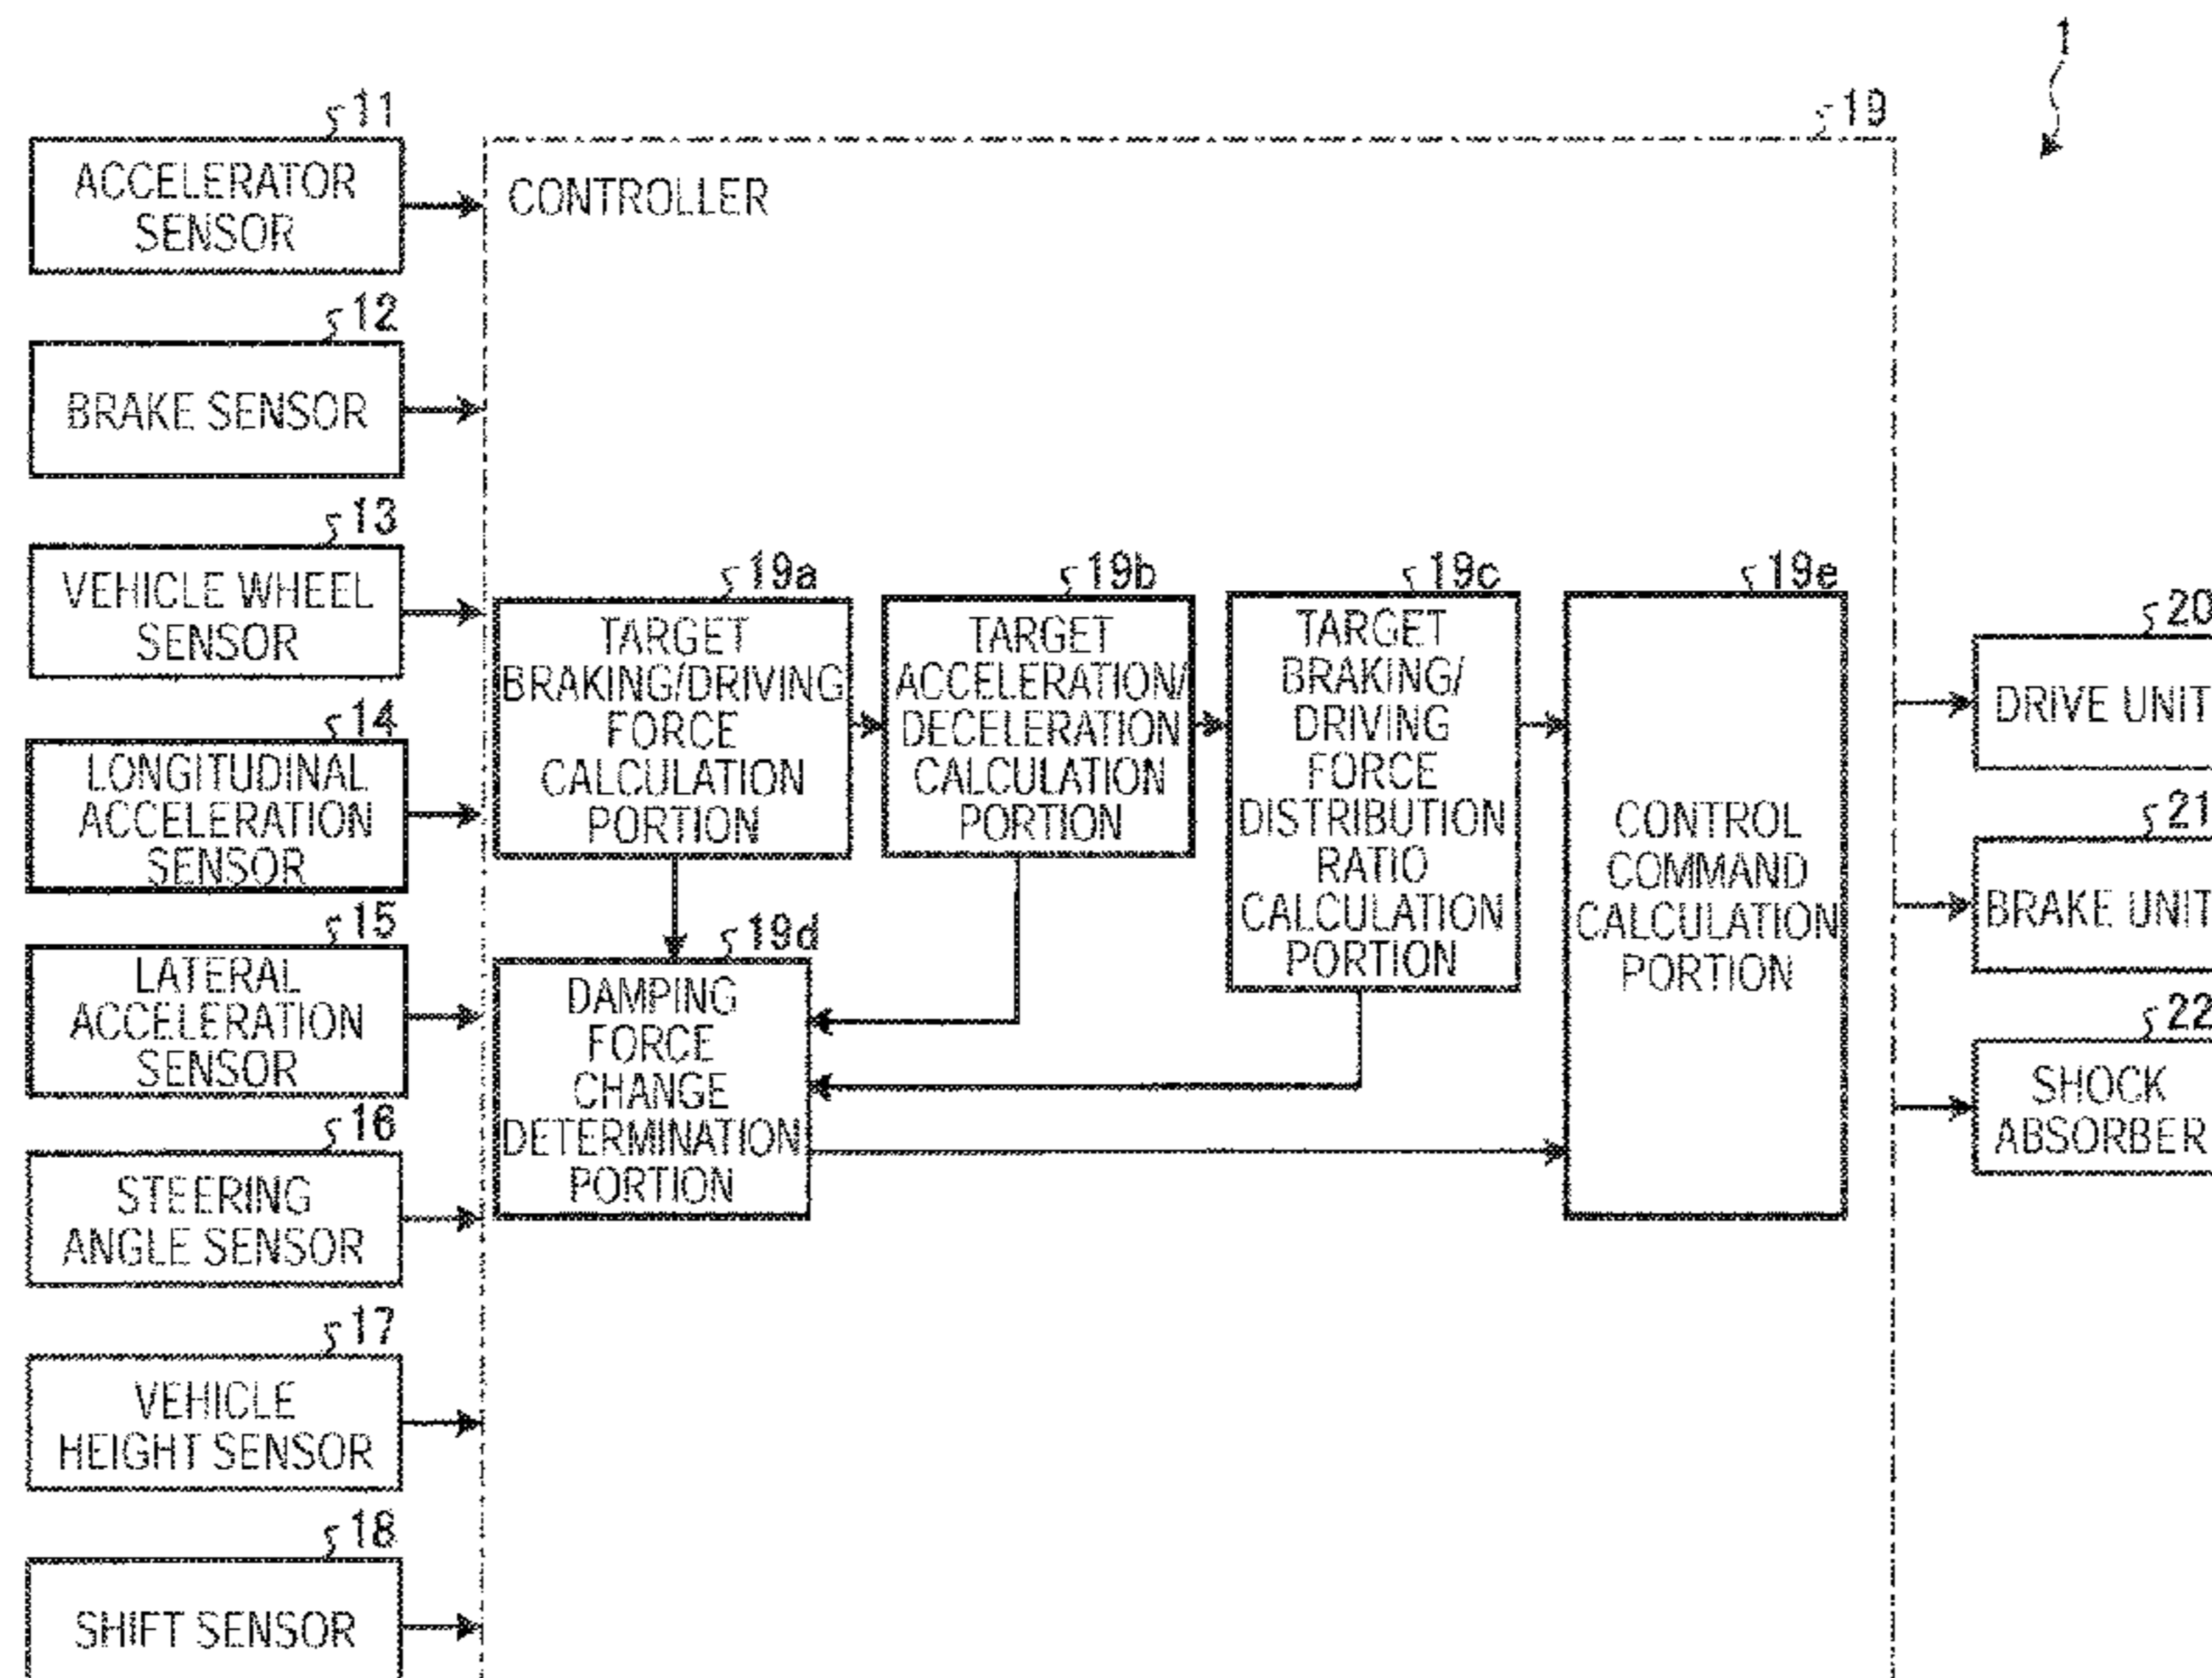 1
11
ACCELERATOR
SENSOR
12
BRAKE SENSOR
13
VEHICLE WHEEL
SENSOR
14
LONGITUDINAL
ACCELERATION
SENSOR
15
LATERAL
ACCELERATION
SENSOR
16
STEERING
ANGLE SENSOR
17
VEHICLE
HEIGHT SENSOR
18
SHIFT SENSOR
19
CONTROLLER
19a
TARGET
BRAKING/DRIVING
FORCE
CALCULATION
PORTION
19b
TARGET
ACCELERATION/
DECELERATION
CALCULATION
PORTION
19c
TARGET
BRAKING/
DRIVING
FORCE
DISTRIBUTION
RATIO
CALCULATION
PORTION
19d
DAMPING
FORCE
CHANGE
DETERMINATION
PORTION
19e
CONTROL
COMMAND
CALCULATION
PORTION
20
DRIVE UNIT
21
BRAKE UNIT
22
SHOCK
ABSORBER